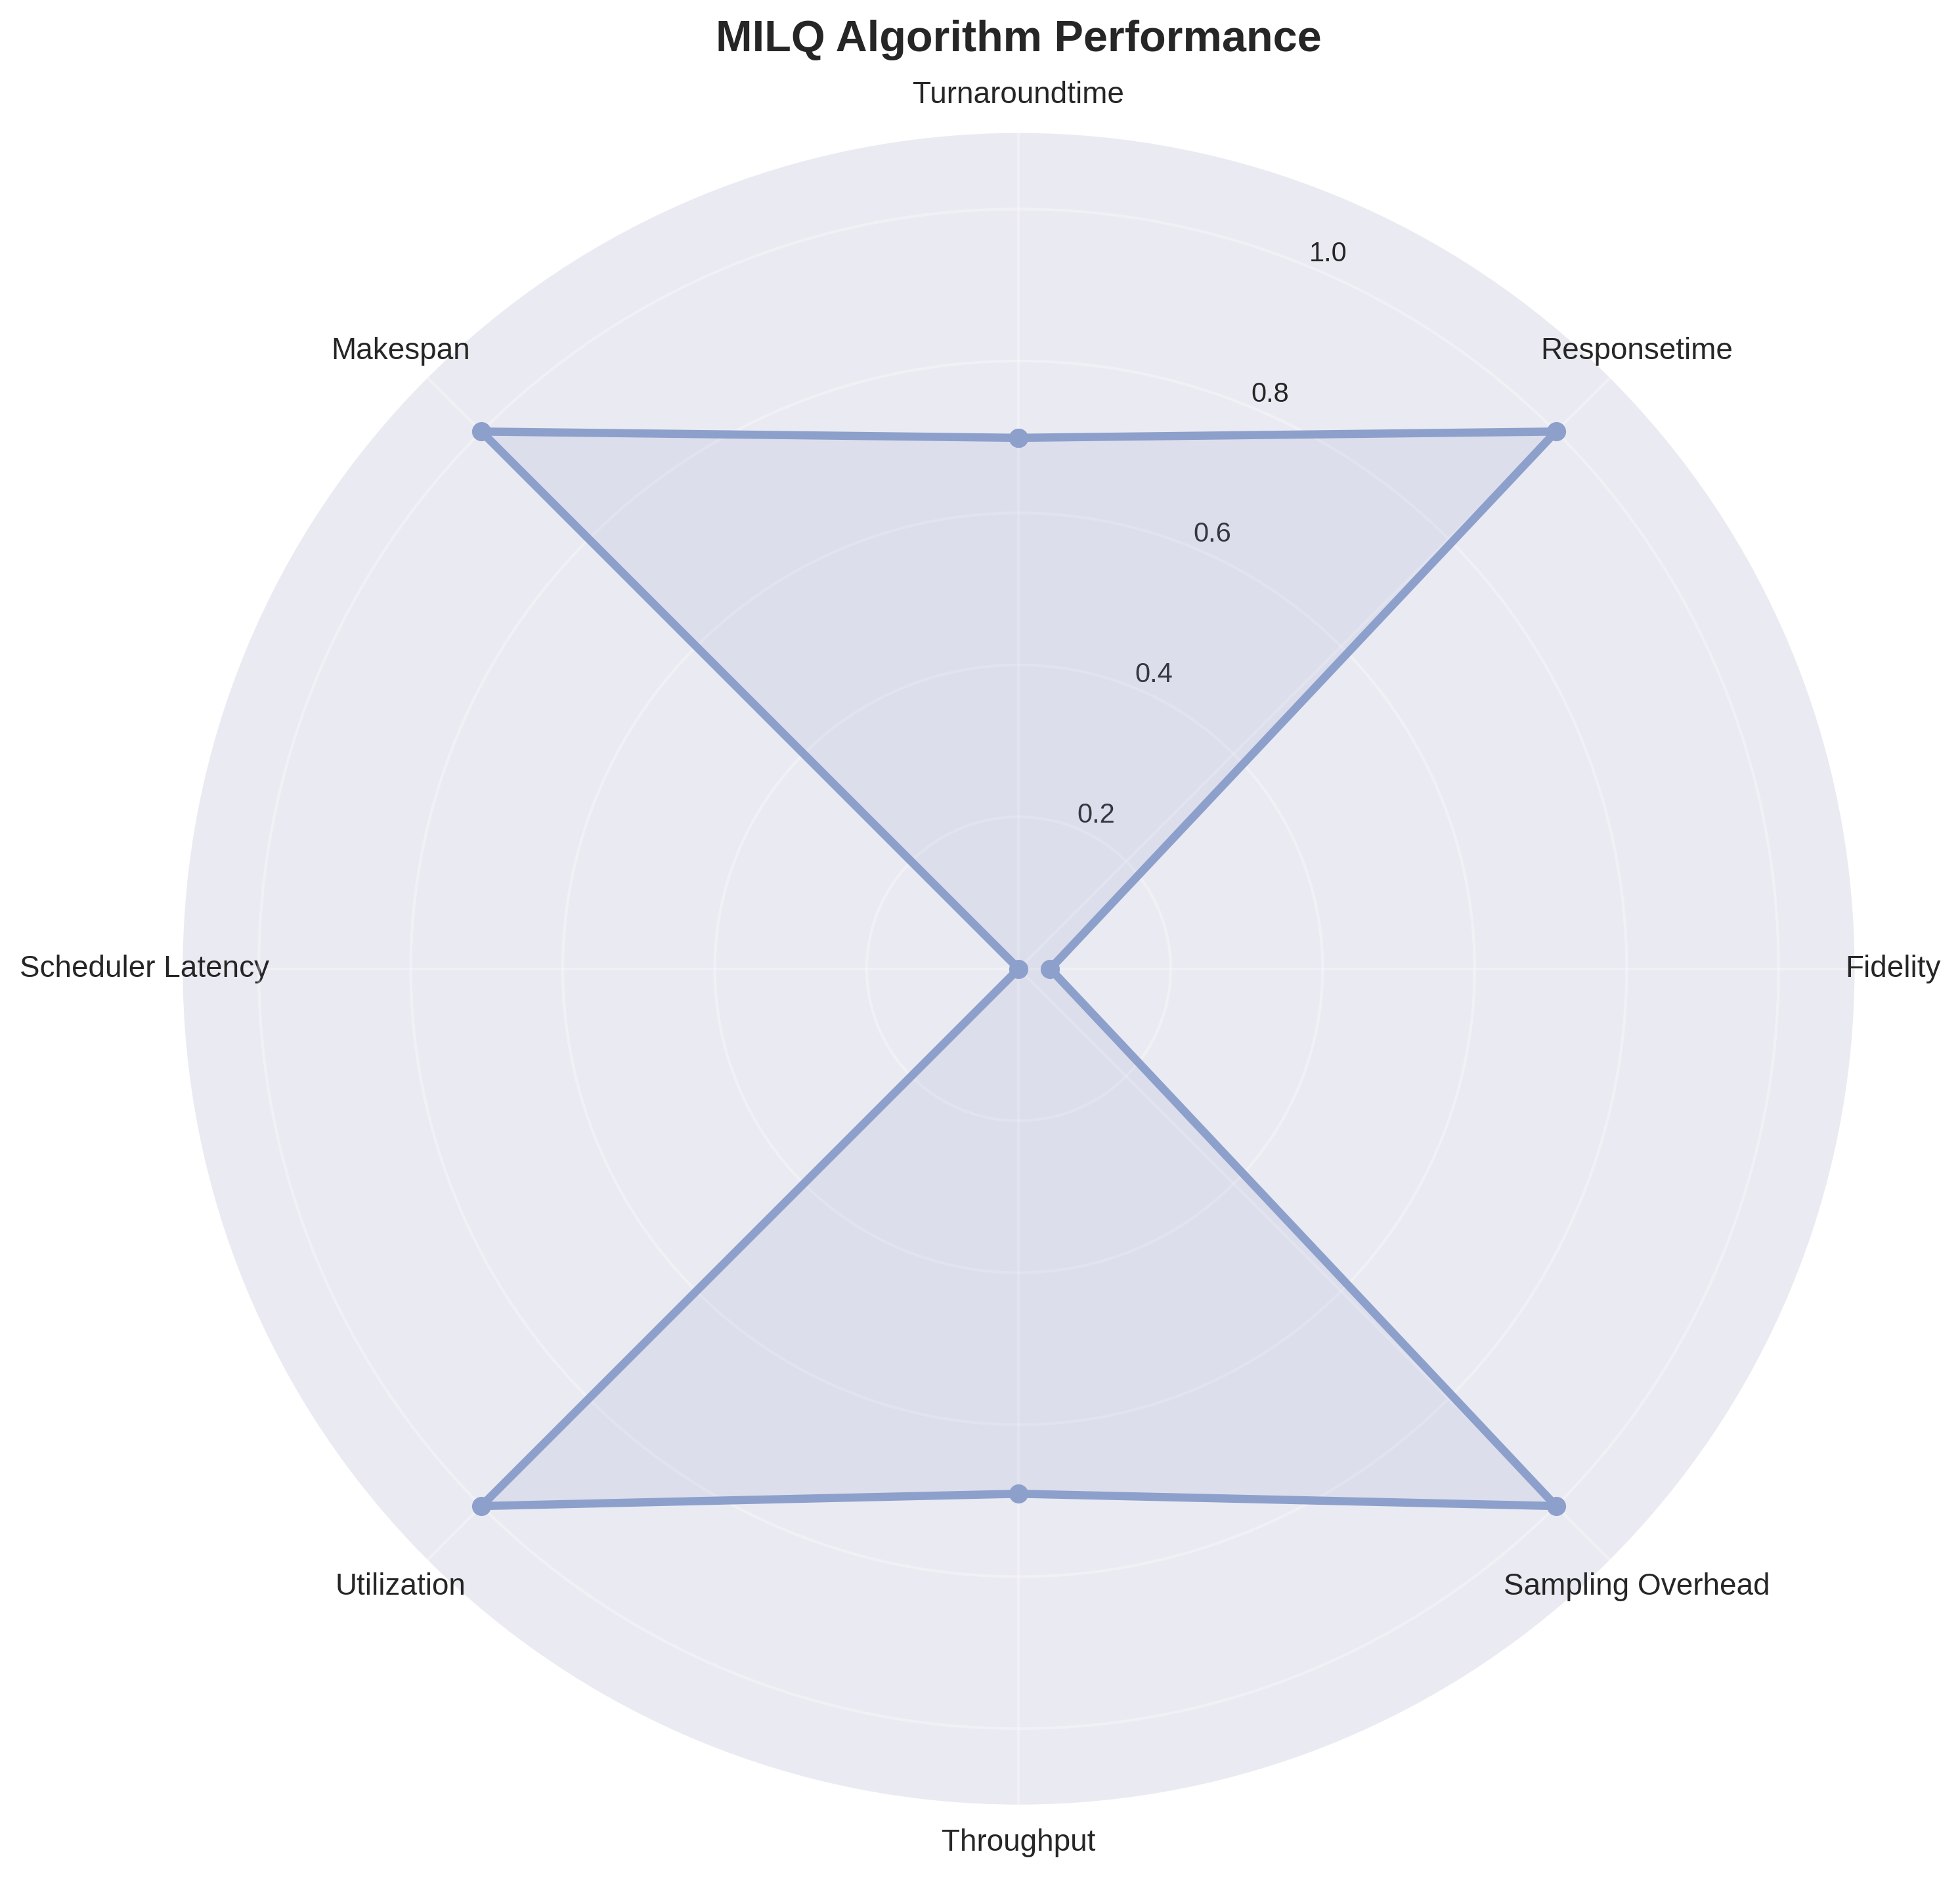 MILQ Algorithm Performance
Turnaroundtime
1.0
Makespan
Responsetime
0.8
0.6
0.4
0.2
Scheduler Latency
Fidelity
Utilization
Sampling Overhead
Throughput